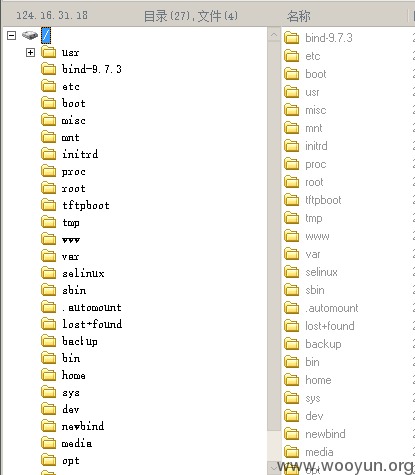 124.16.31.18 目录(27),文件(4) 名称
/
usr
bind-9.7.3
etc
boot
misc
mnt
initrd
proc
root
tftpboot
tmp
www
var
selinux
sbin
.automount
lost+found
backup
bin
home
sys
dev
newbind
media
opt
bind-9.7.3
etc
boot
usr
misc
mnt
initrd
proc
root
tftpboot
tmp
www
var
selinux
sbin
.automount
lost+found
backup
bin
home
sys
dev
newbind
media
opt
www.wooyun.org